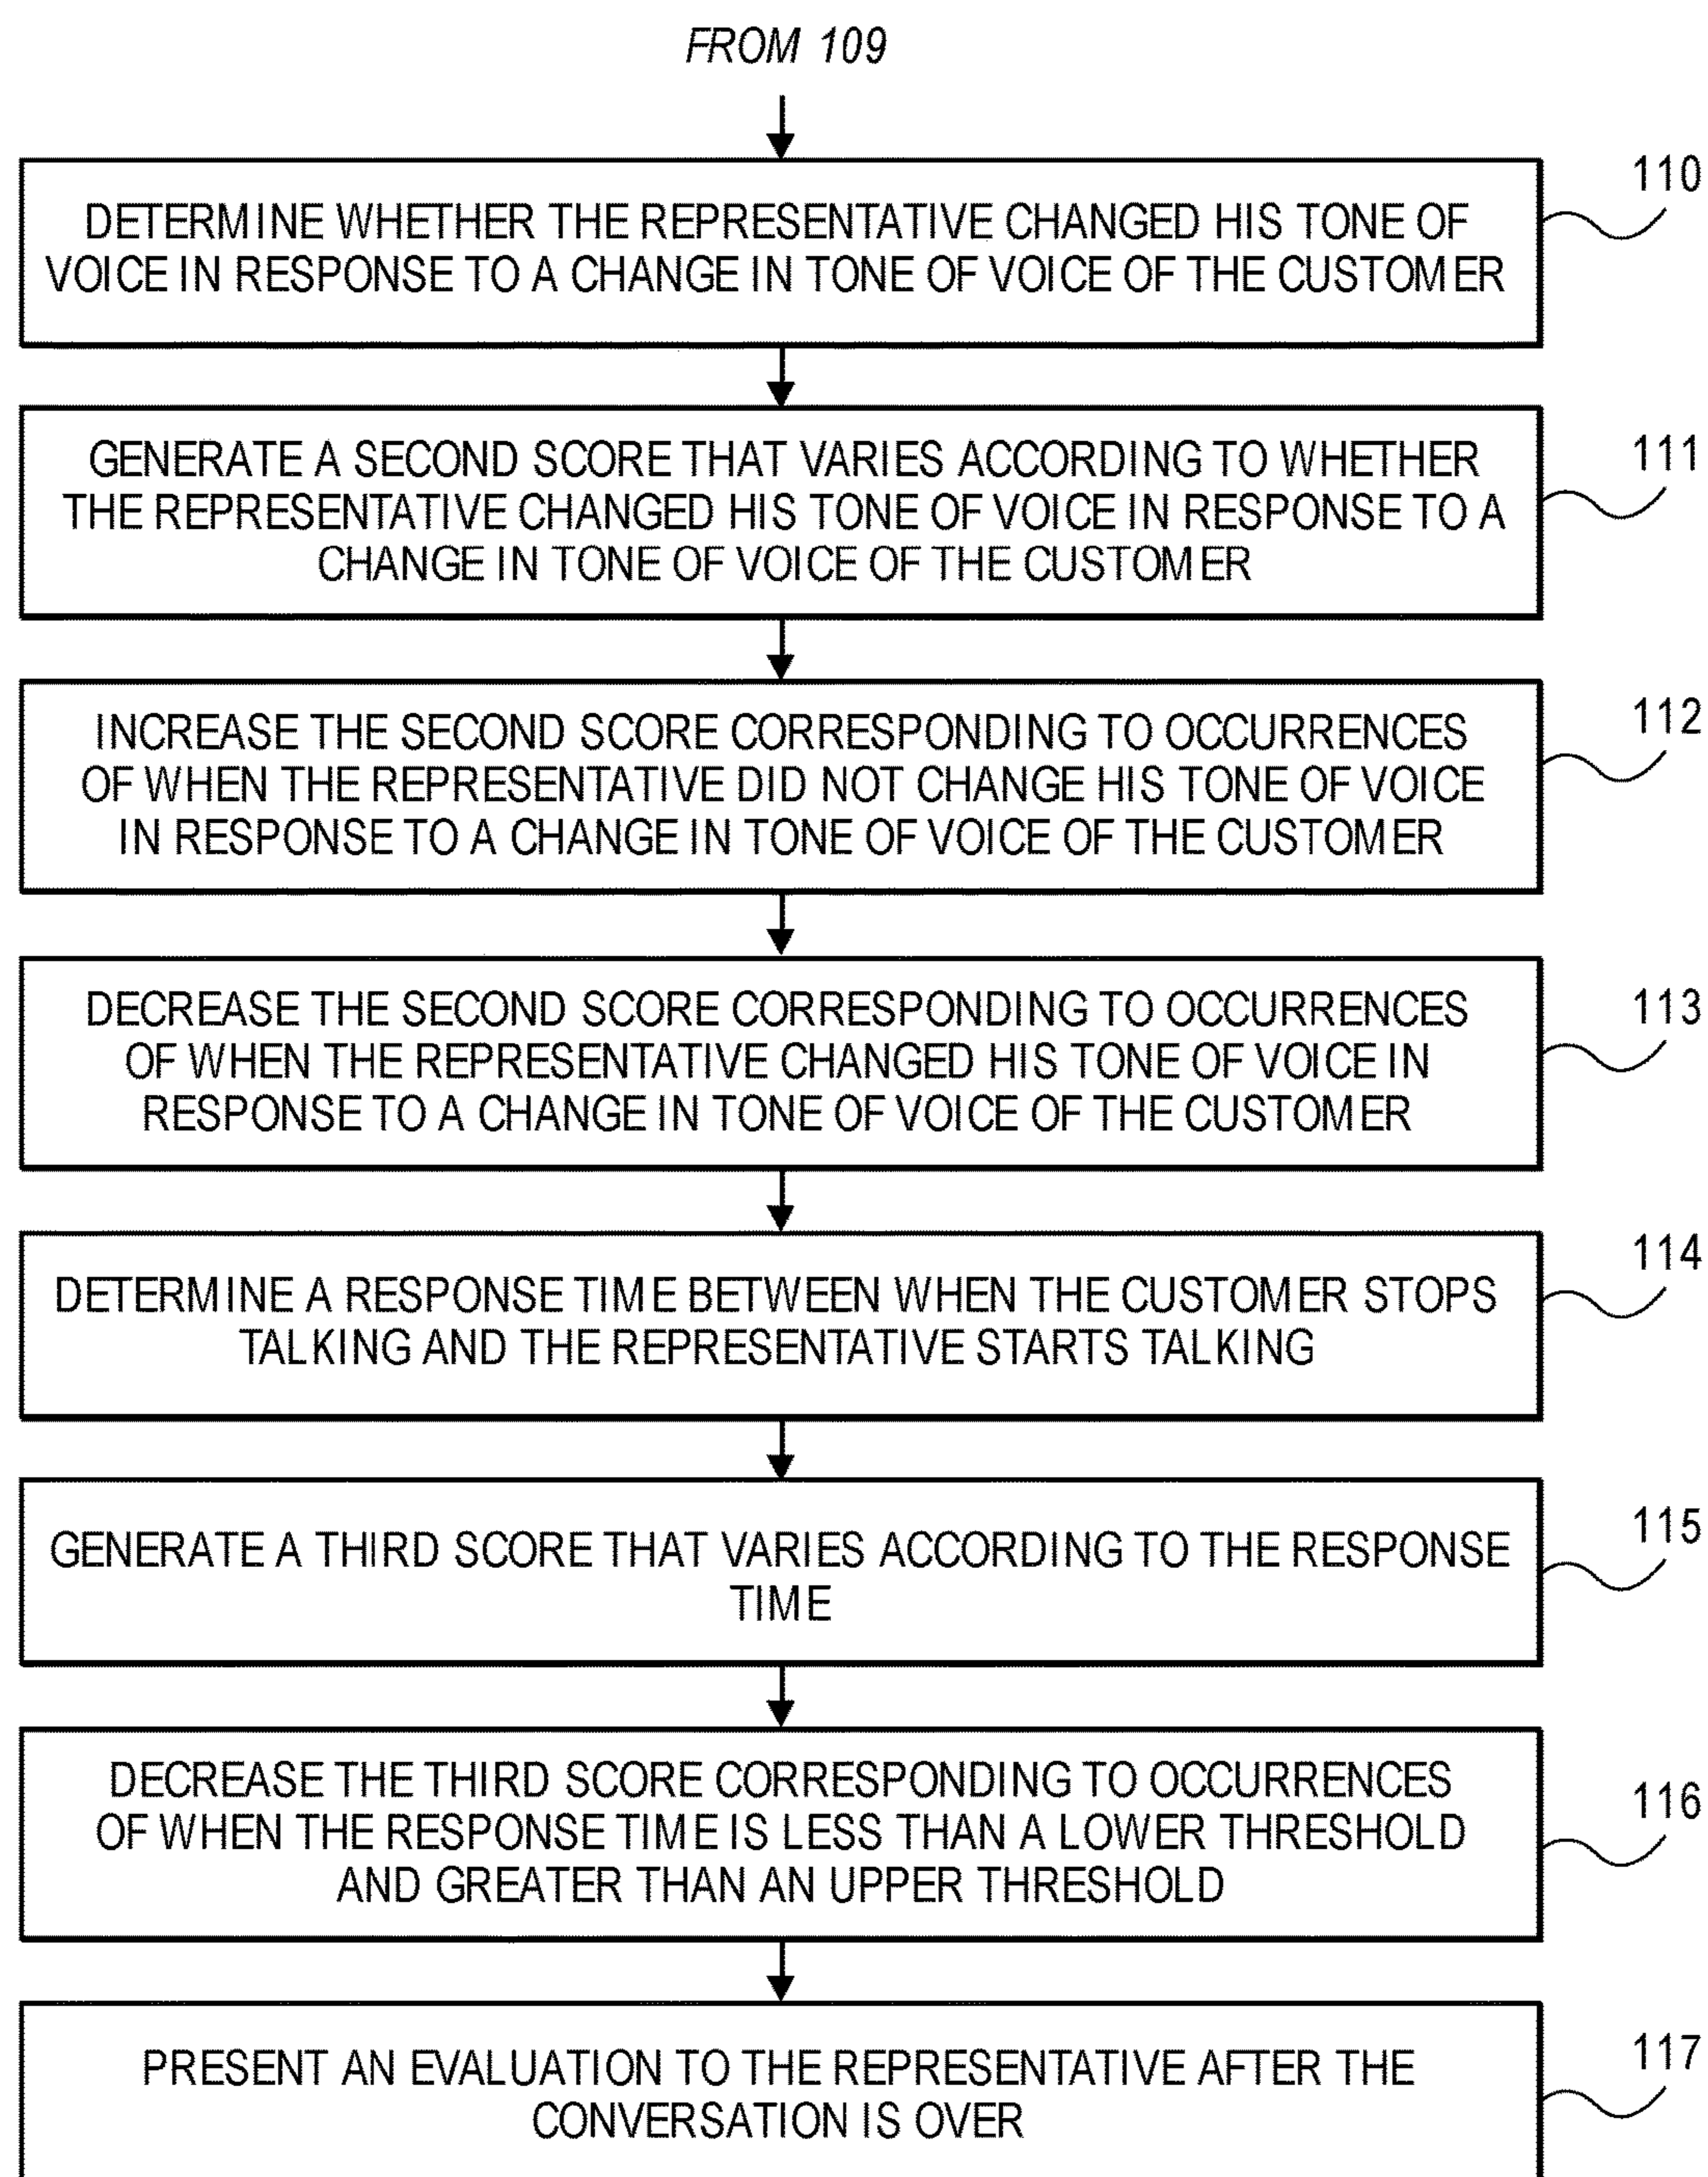 FROM 109
110
DETERMINE WHETHER THE REPRESENTATIVE CHANGED HIS TONE OF
VOICE IN RESPONSE TO A CHANGE IN TONE OF VOICE OF THE CUSTOMER
111
GENERATE A SECOND SCORE THAT VARIES ACCORDING TO WHETHER
THE REPRESENTATIVE CHANGED HIS TONE OF VOICE IN RESPONSE TO A
CHANGE IN TONE OF VOICE OF THE CUSTOMER
112
INCREASE THE SECOND SCORE CORRESPONDING TO OCCURRENCES
OF WHEN THE REPRESENTATIVE DID NOT CHANGE HIS TONE OF VOICE
IN RESPONSE TO A CHANGE IN TONE OF VOICE OF THE CUSTOMER
113
DECREASE THE SECOND SCORE CORRESPONDING TO OCCURRENCES
OF WHEN THE REPRESENTATIVE CHANGED HIS TONE OF VOICE IN
RESPONSE TO A CHANGE IN TONE OF VOICE OF THE CUSTOMER
114
DETERMINE A RESPONSE TIME BETWEEN WHEN THE CUSTOMER STOPS
TALKING AND THE REPRESENTATIVE STARTS TALKING
115
GENERATE A THIRD SCORE THAT VARIES ACCORDING TO THE RESPONSE
TIME
116
DECREASE THE THIRD SCORE CORRESPONDING TO OCCURRENCES
OF WHEN THE RESPONSE TIME IS LESS THAN A LOWER THRESHOLD
AND GREATER THAN AN UPPER THRESHOLD
117
PRESENT AN EVALUATION TO THE REPRESENTATIVE AFTER THE
CONVERSATION IS OVER